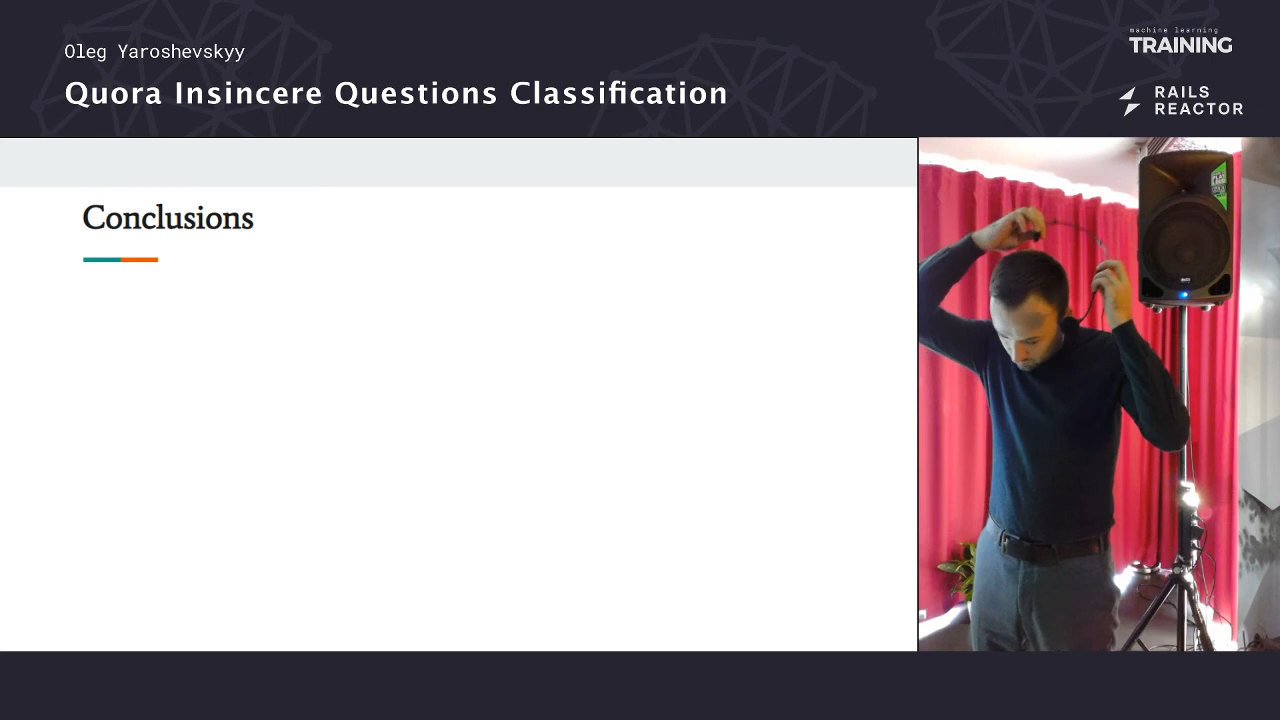 Oleg Yaroshevskyy
Quora Insincere Questions Classification
machine learning
TRAINING
RAILS
REACTOR
Conclusions